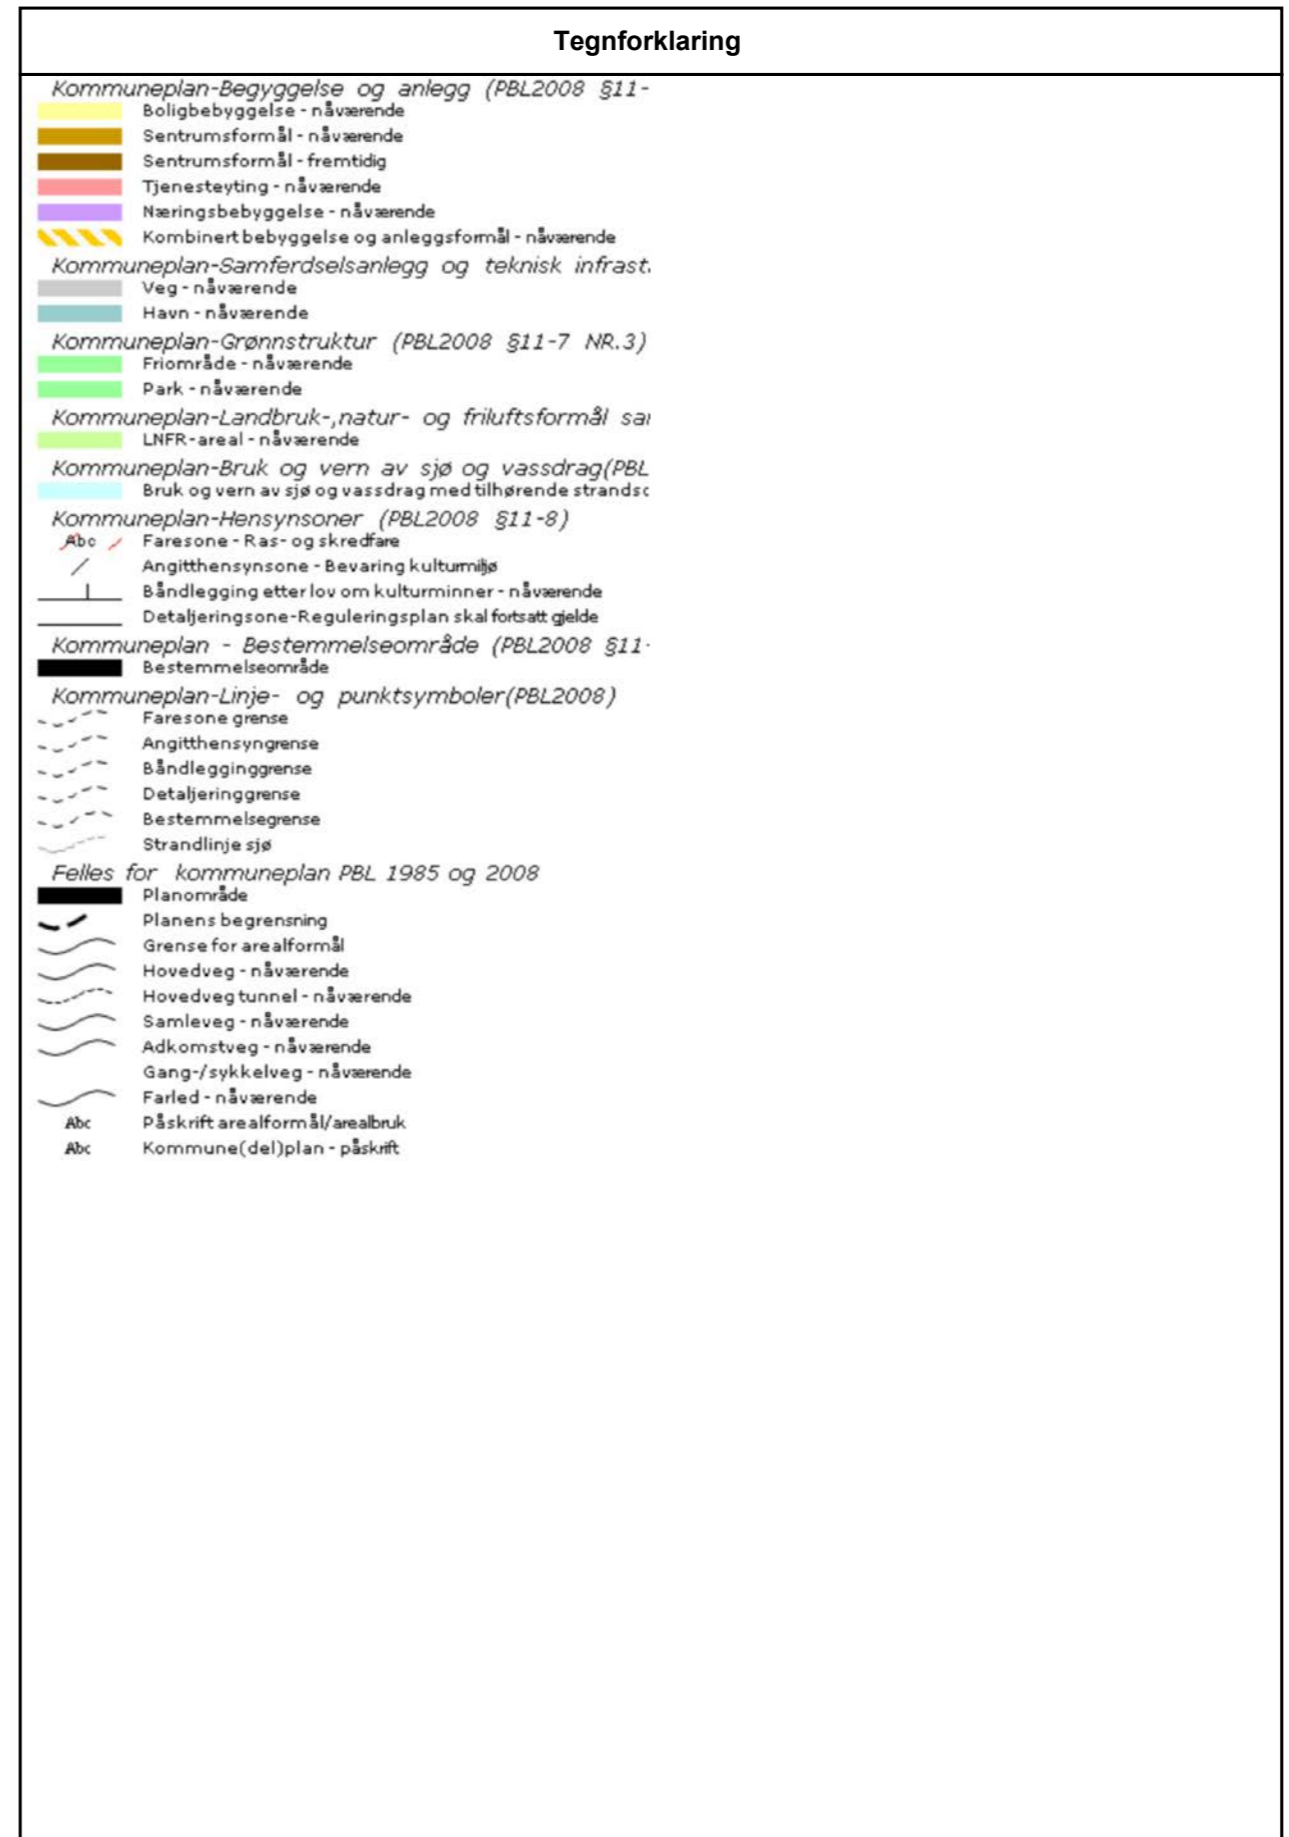 Tegnforklaring
Kommuneplan-Begyggelse og anlegg (PBL2008 §11-
Boligbebyggelse - nåværende
Sentrumsformål - nåværende
Sentrumsformål - fremtidig
Tjenesteyting - nåværende
Næringsbebyggelse - nåværende
Kombinert bebyggelse og anleggsformål - nåværende
Kommuneplan-Samferdselsanlegg og teknisk infrast.
Veg - nåværende
Havn - nåværende
Kommuneplan-Grønnstruktur (PBL2008 §11-7 NR.3)
Friområde - nåværende
Park - nåværende
Kommuneplan-Landbruk-,natur- og friluftsformål sa
LNFR-areal - nåværende
Kommuneplan-Bruk og vern av sjø og vassdrag(PBL
Bruk og vern av sjø og vassdrag med tilhørende strandsc
Kommuneplan-Hensynsoner (PBL2008 §11-8)
Abc Faresone - Ras- og skredfare
Angitthensynsone - Bevaring kulturmiljø
Båndlegging etter lov om kulturminner - nåværende
Detaljeringsone-Reguleringsplan skal fortsatt gjelde
Kommuneplan - Bestemmelseområde (PBL2008 §11-
Bestemmelseområde
Kommuneplan-Linje- og punktsymboler(PBL2008)
Faresone grense
Angitthensyngrense
Båndlegginggrense
Detaljeringgrense
Bestemmelsegrense
Strandlinje sjø
Felles for kommuneplan PBL 1985 og 2008
Planområde
Planens begrensning
Grense for arealformål
Hovedveg - nåværende
Hovedveg tunnel - nåværende
Samleveg - nåværende
Adkomstveg - nåværende
Gang-/sykkelveg - nåværende
Farled - nåværende
Abc Påskrift arealformål/arealbruk
Abc Kommune(del)plan - påskrift